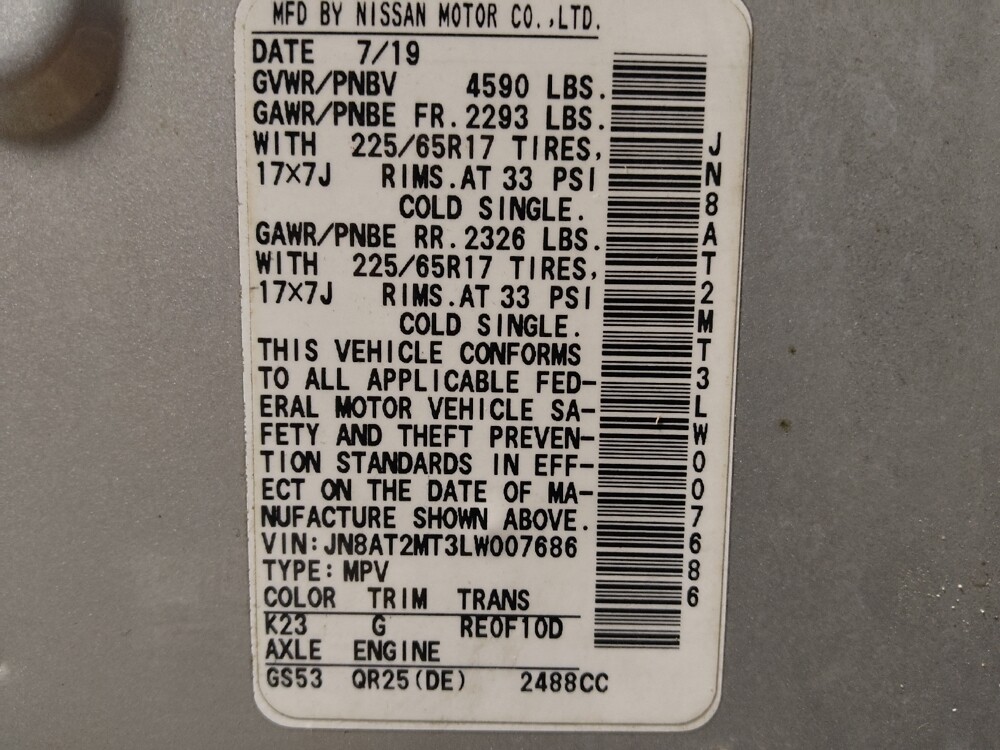 MFD BY NISSAN MOTOR CO.,LTD.
DATE 7/19
GVWR/PNBV 4590 LBS.
GAWR/PNBE FR.2293 LBS.
WITH 225/65R17 TIRES,
17×7J RIMS.AT 33 PSI
COLD SINGLE.
GAWR/PNBE RR.2326 LBS.
WITH 225/65R17 TIRES,
17×7J RIMS.AT 33 PSI
COLD SINGLE.
THIS VEHICLE CONFORMS
TO ALL APPLICABLE FED-
ERAL MOTOR VEHICLE SA-
FETY AND THEFT PREVEN-
TION STANDARDS IN EFF-
ECT ON THE DATE OF MA-
NUFACTURE SHOWN ABOVE.
VIN:JN8AT2MT3LW007686
TYPE:MPV
COLOR TRIM TRANS
K23 G RE0F10D
AXLE ENGINE
GS53 QR25(DE) 2488CC
JN8AT2MT3LW007686